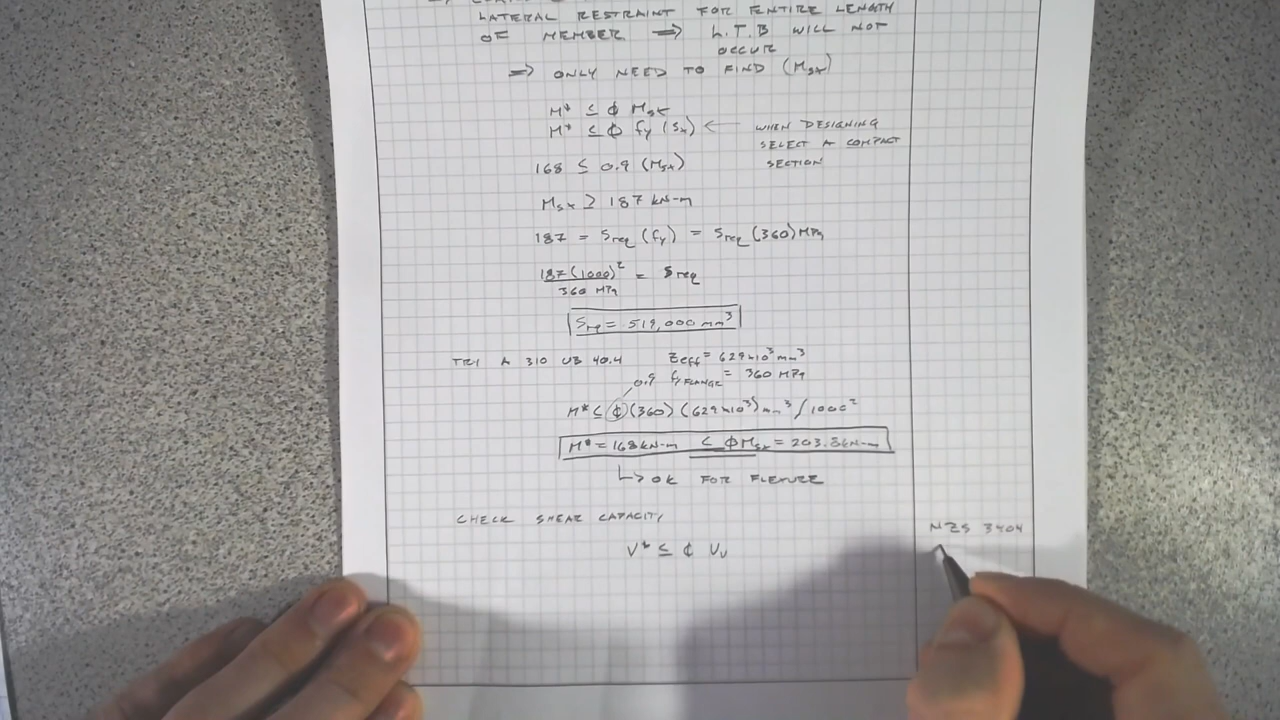 LATERAL RESTRAINT FOR ENTIRE LENGTH
OF MEMBER ⇒ L.T.B WILL NOT
OCCUR
⇒ ONLY NEED TO FIND (Msx)
M* ≤ φ Msx
M* ≤ φ fy (Sx) ← WHEN DESIGNING
SELECT A COMPACT
SECTION
168 ≤ 0.9 (Msx)
Msx ≥ 187 kN-m
187 = Sreq (fy) = Sreq (360) MPa
187 (1000)² / 360 MPa = Sreq
Sreq = 519,000 mm³
TRY A 310 UB 40.4 Zeff = 629x10³ mm³
0.9 fy FLANGE = 360 MPa
M* ≤ φ (360) (629x10³) mm³ / 1000²
M* = 168 kN-m ≤ φMsx = 203.8 kN-m
↳ OK FOR FLEXURE
CHECK SHEAR CAPACITY
NZS 3404
V* ≤ φ Vv